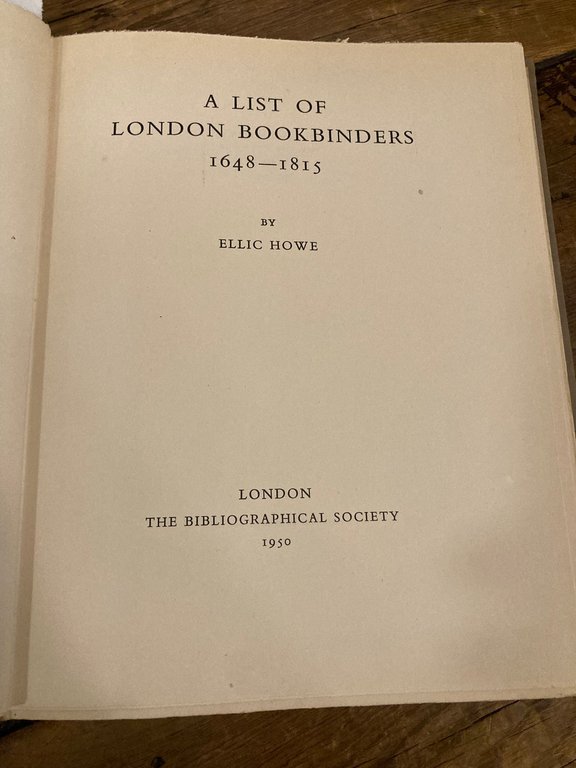 A LIST OF
LONDON BOOKBINDERS
1648—1815
BY
ELLIC HOWE
LONDON
THE BIBLIOGRAPHICAL SOCIETY
1950